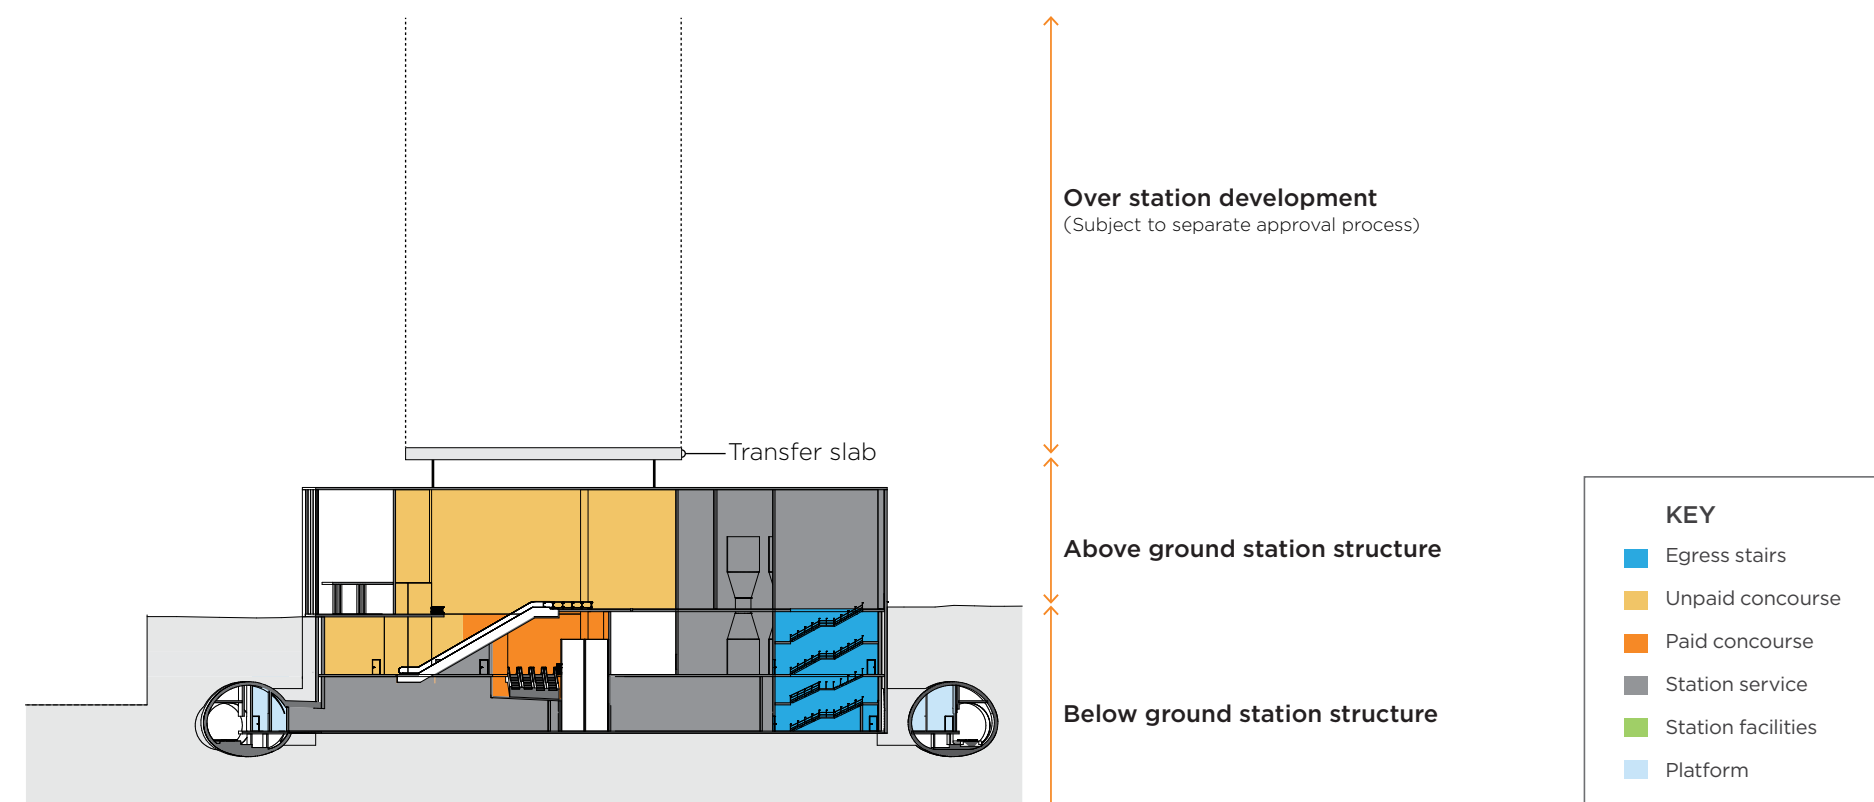 Over station development
(Subject to separate approval process)
Transfer slab
Above ground station structure
Below ground station structure
KEY
Egress stairs
Unpaid concourse
Paid concourse
Station service
Station facilities
Platform